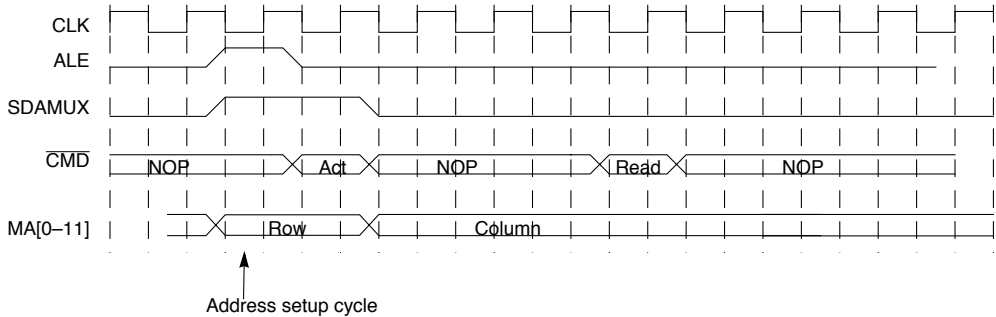 CLK
ALE
SDAMUX
CMD
NOP Act NOP Read NOP
MA[0–11]
Row Column
Address setup cycle